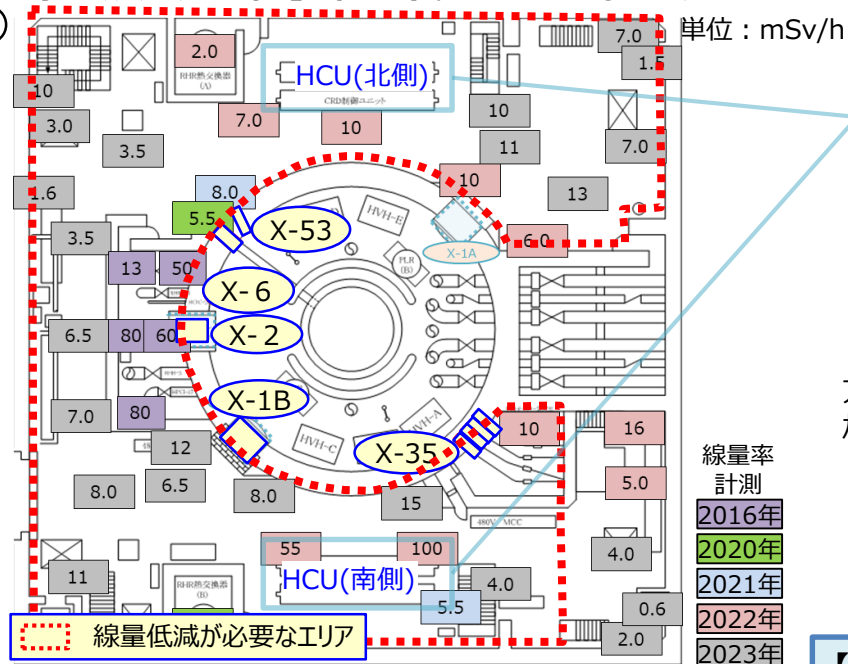 単位：mSv/h
7.0
2.0
1.5
RHR熱交換器
(A)
HCU(北側)
CRD制御ユニット
10
3.0
3.5
7.0
10
10
11
7.0
10
13
1.6
8.0
5.5
X-53
HVH-E
X-1A
6.0
3.5
PLR
(B)
13
50
X-6
6.5
80
60
X-2
7.0
80
X-1B
HVH-A
HVH-C
X-35
10
16
12
8.0
6.5
8.0
15
5.0
480V MCC
線量率
計測
2016年
2020年
2021年
2022年
2023年
55
100
4.0
11
RHR熱交換器
(B)
HCU(南側)
4.0
5.5
0.6
2.0
線量低減が必要なエリア